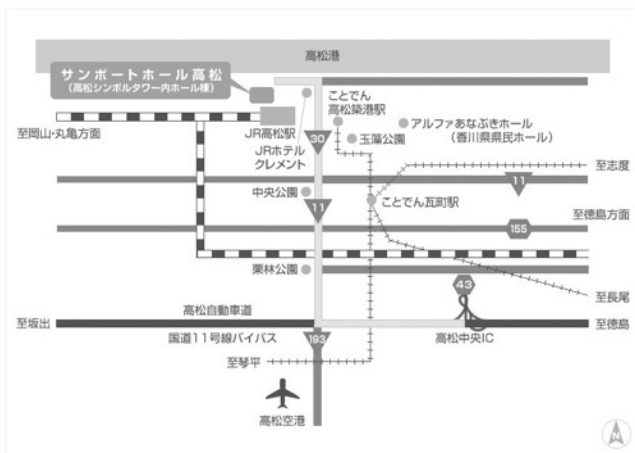 高松港
サンポートホール高松
(高松シンボルタワー内ホール棟)
ことでん
高松築港駅
アルファあなぶきホール
(香川県県民ホール)
玉藻公園
至岡山・丸亀方面
JR高松駅
JRホテル
クレメント
30
至志度
11
中央公園
11
ことでん瓦町駅
至徳島方面
155
栗林公園
43
至長尾
高松自動車道
至坂出
至徳島
国道11号線バイパス
193
高松中央IC
至琴平
高松空港
N